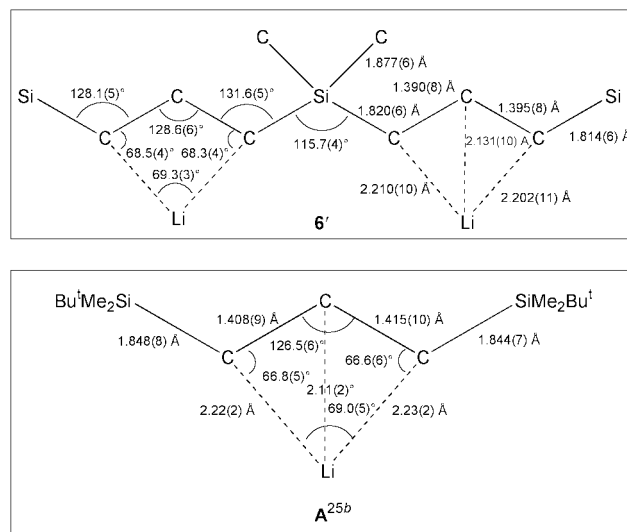 C C
1.877(6) Å
Si 128.1(5)° C 131.6(5)° Si 1.390(8) Å C 1.395(8) Å Si
1.820(6) Å
C 128.6(6)° C 115.7(4)° C 2.131(10) A C 1.814(6) Å
68.5(4)° 68.3(4)°
69.3(3)° 2.210(10) Å 2.202(11) Å
Li Li
6′
BuᵗMe₂Si C SiMe₂Buᵗ
1.408(9) Å 1.415(10) Å
1.848(8) Å 126.5(6)° 1.844(7) Å
C 66.6(6)° C
66.8(5)°
2.11(2)°
2.22(2) Å 69.0(5)° 2.23(2) Å
Li
A²⁵ᵇ